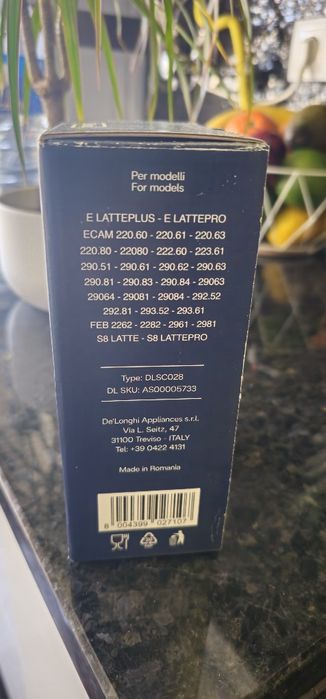 Per modelli
For models
E LATTEPLUS - E LATTEPRO
ECAM 220.60 - 220.61 - 220.63
220.80 - 22080 - 222.60 - 223.61
290.51 - 290.61 - 290.62 - 290.63
290.81 - 290.83 - 290.84 - 29063
29064 - 29081 - 29084 - 292.52
292.81 - 293.52 - 293.61
FEB 2262 - 2282 - 2961 - 2981
S8 LATTE - S8 LATTEPRO
Type: DLSC028
DL SKU: AS00005733
De'Longhi Appliances s.r.l.
Via L. Seitz, 47
31100 Treviso - ITALY
Tel: +39 0422 4131
Made in Romania
8 004399 027107